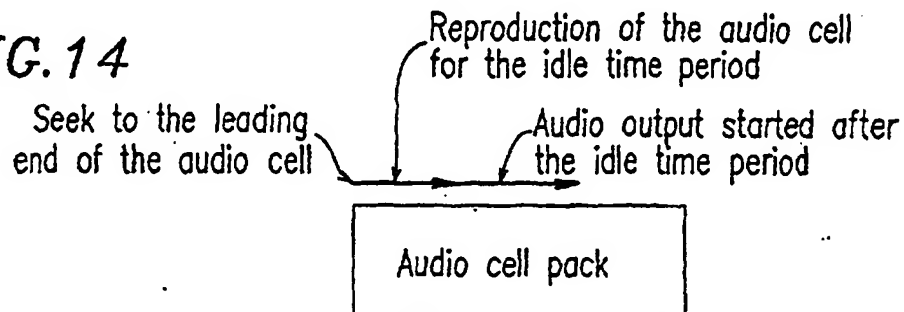 G.14
Reproduction of the audio cell
for the idle time period
Seek to the leading
end of the audio cell
Audio output started after
the idle time period
Audio cell pack